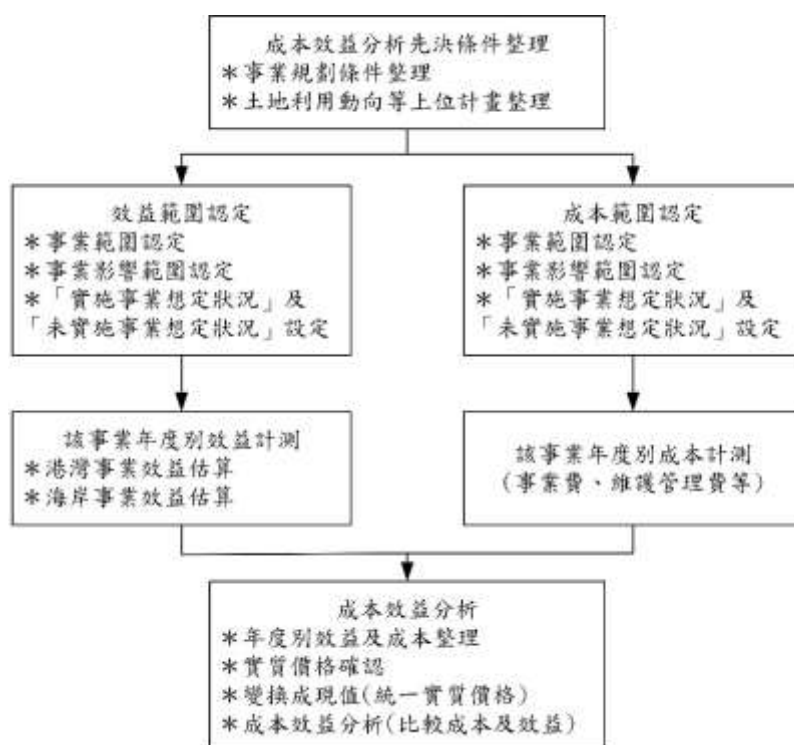 成本效益分析先決條件整理
＊事業規劃條件整理
＊土地利用動向等上位計畫整理
效益範圍認定
＊事業範圍認定
＊事業影響範圍認定
＊「實施事業想定狀況」及
「未實施事業想定狀況」設定
成本範圍認定
＊事業範圍認定
＊事業影響範圍認定
＊「實施事業想定狀況」及
「未實施事業想定狀況」設定
該事業年度別效益計測
＊港灣事業效益估算
＊海岸事業效益估算
該事業年度別成本計測
(事業費、維護管理費等)
成本效益分析
＊年度別效益及成本整理
＊實質價格確認
＊變換成現值(統一實質價格)
＊成本效益分析(比較成本及效益)